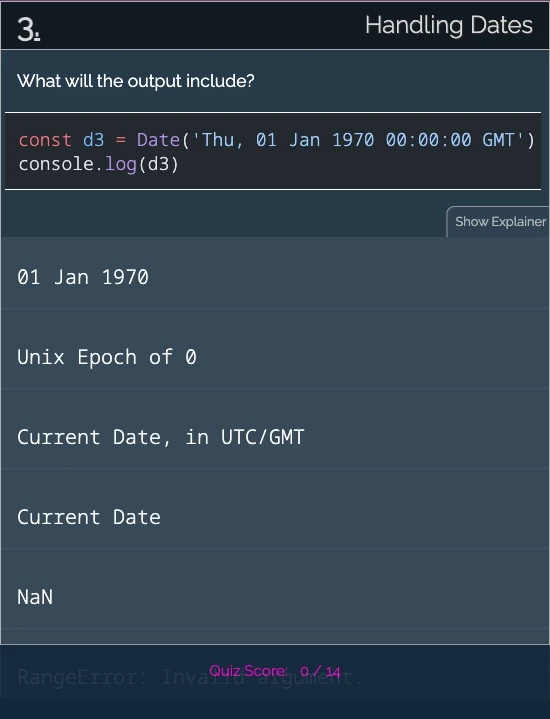 3.
Handling Dates
What will the output include?
const d3 = Date('Thu, 01 Jan 1970 00:00:00 GMT')
console.log(d3)
Show Explainer
01 Jan 1970
Unix Epoch of 0
Current Date, in UTC/GMT
Current Date
NaN
Quiz Score: 0 / 14
RangeError: Invalid argument.